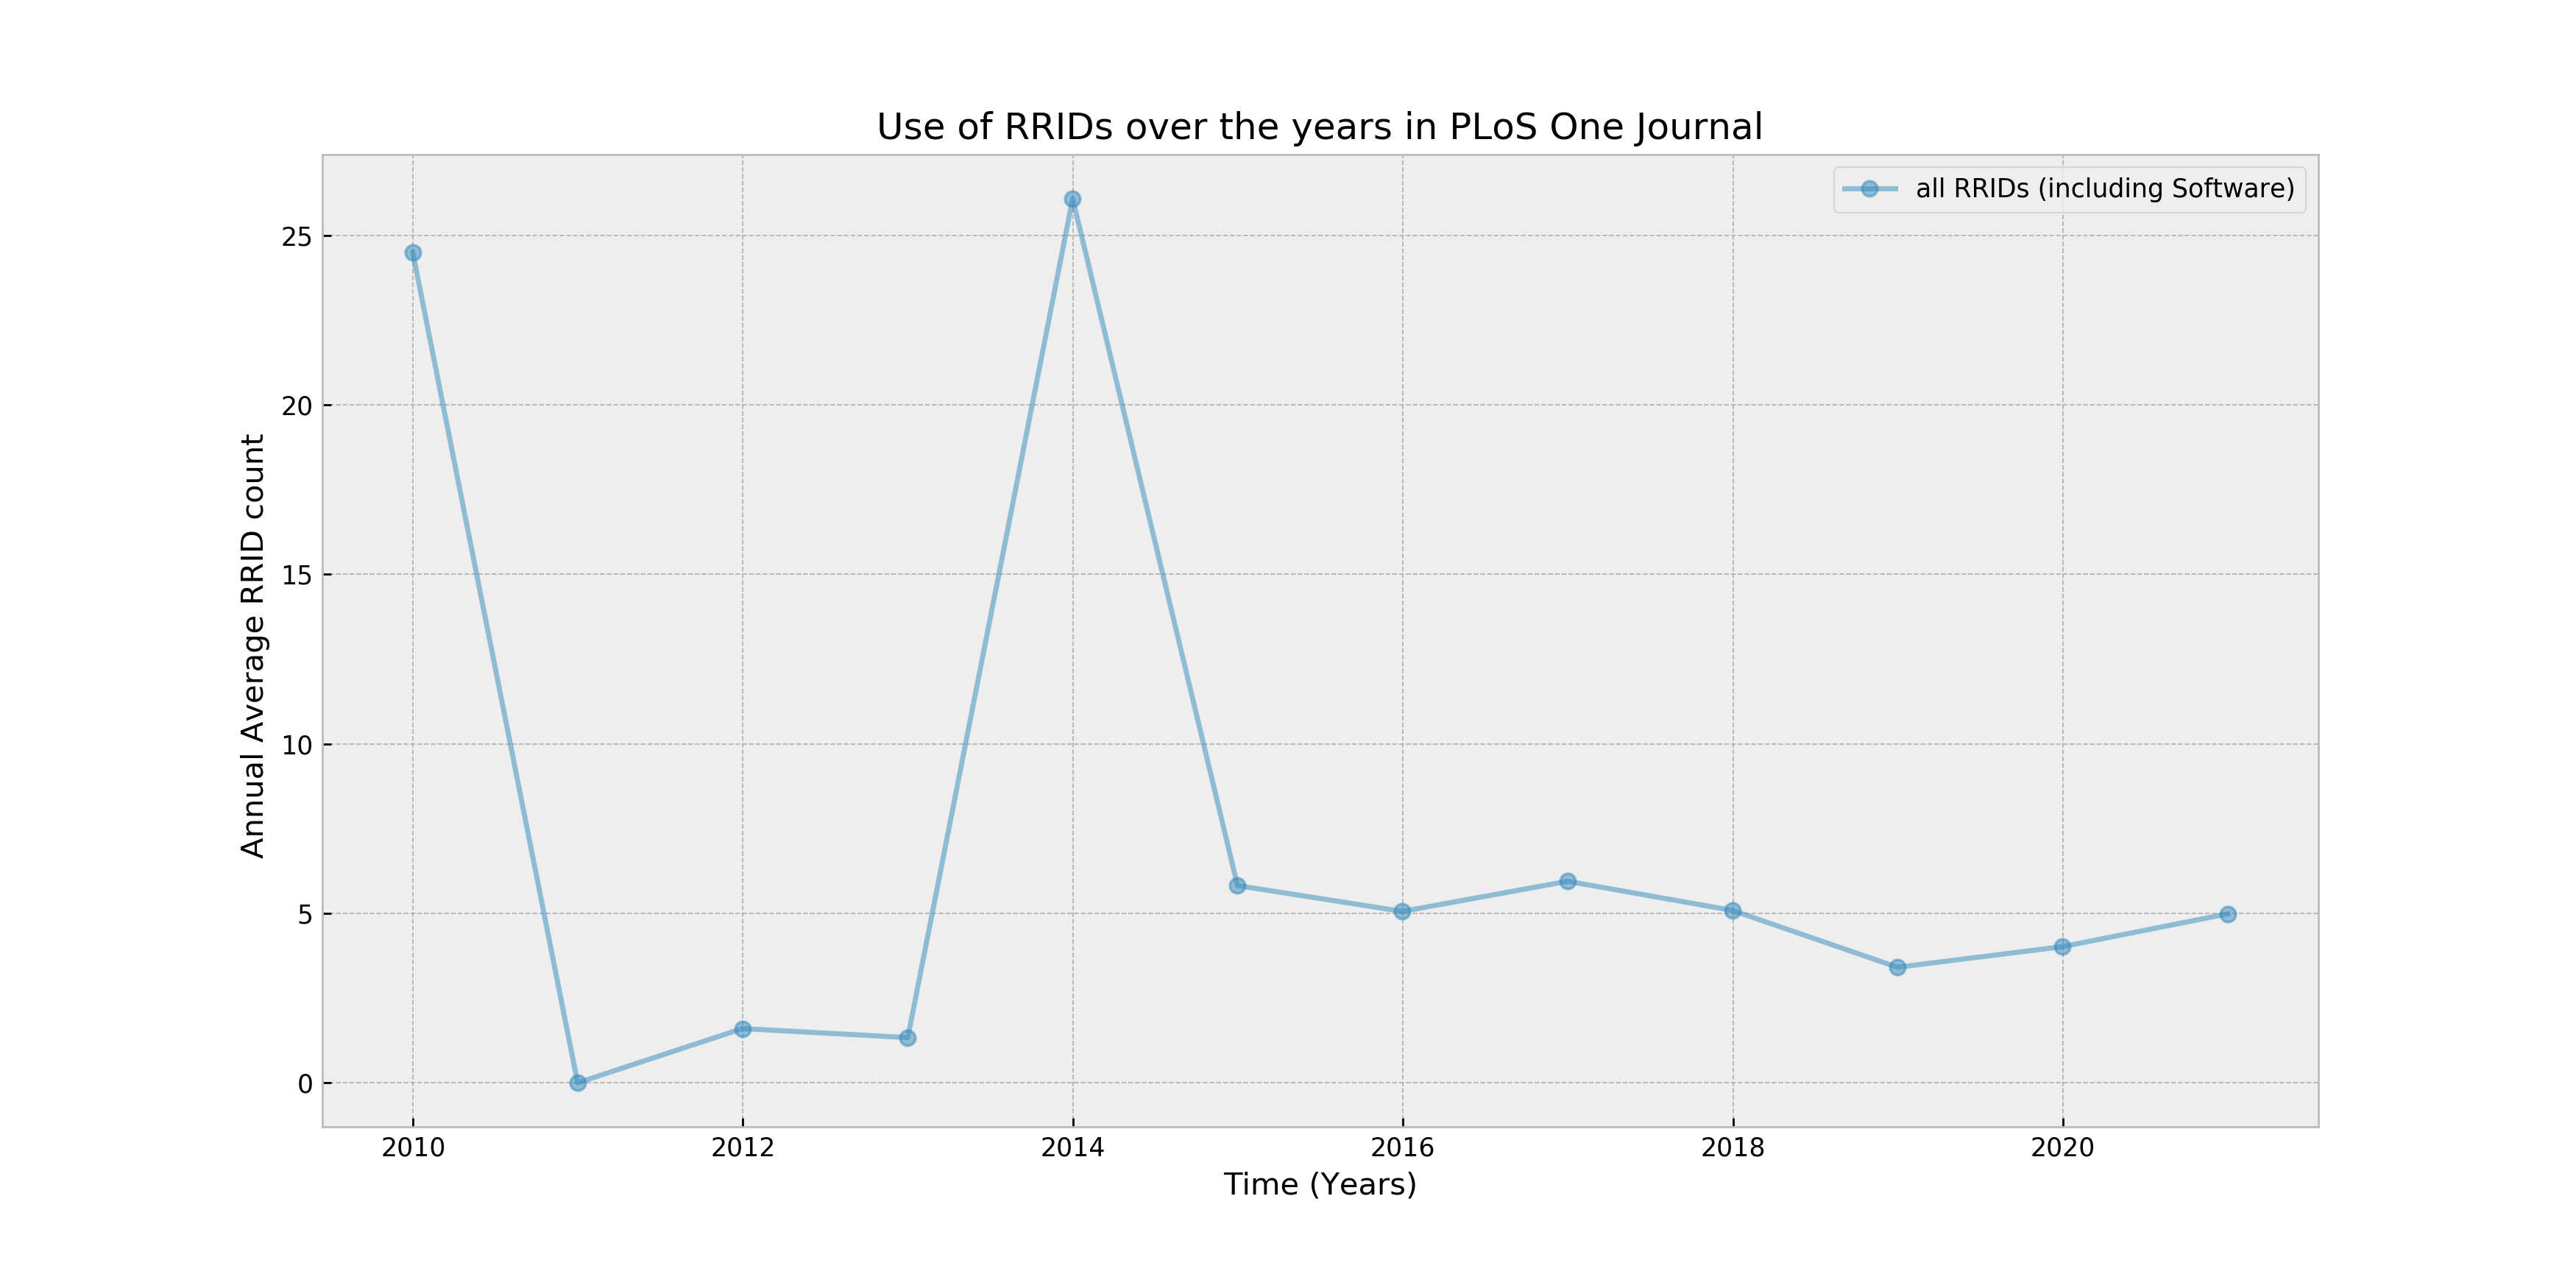 Use of RRIDs over the years in PLoS One Journal
all RRIDs (including Software)
Annual Average RRID count
25
20
15
10
5
0
2010 2012 2014 2016 2018 2020
Time (Years)